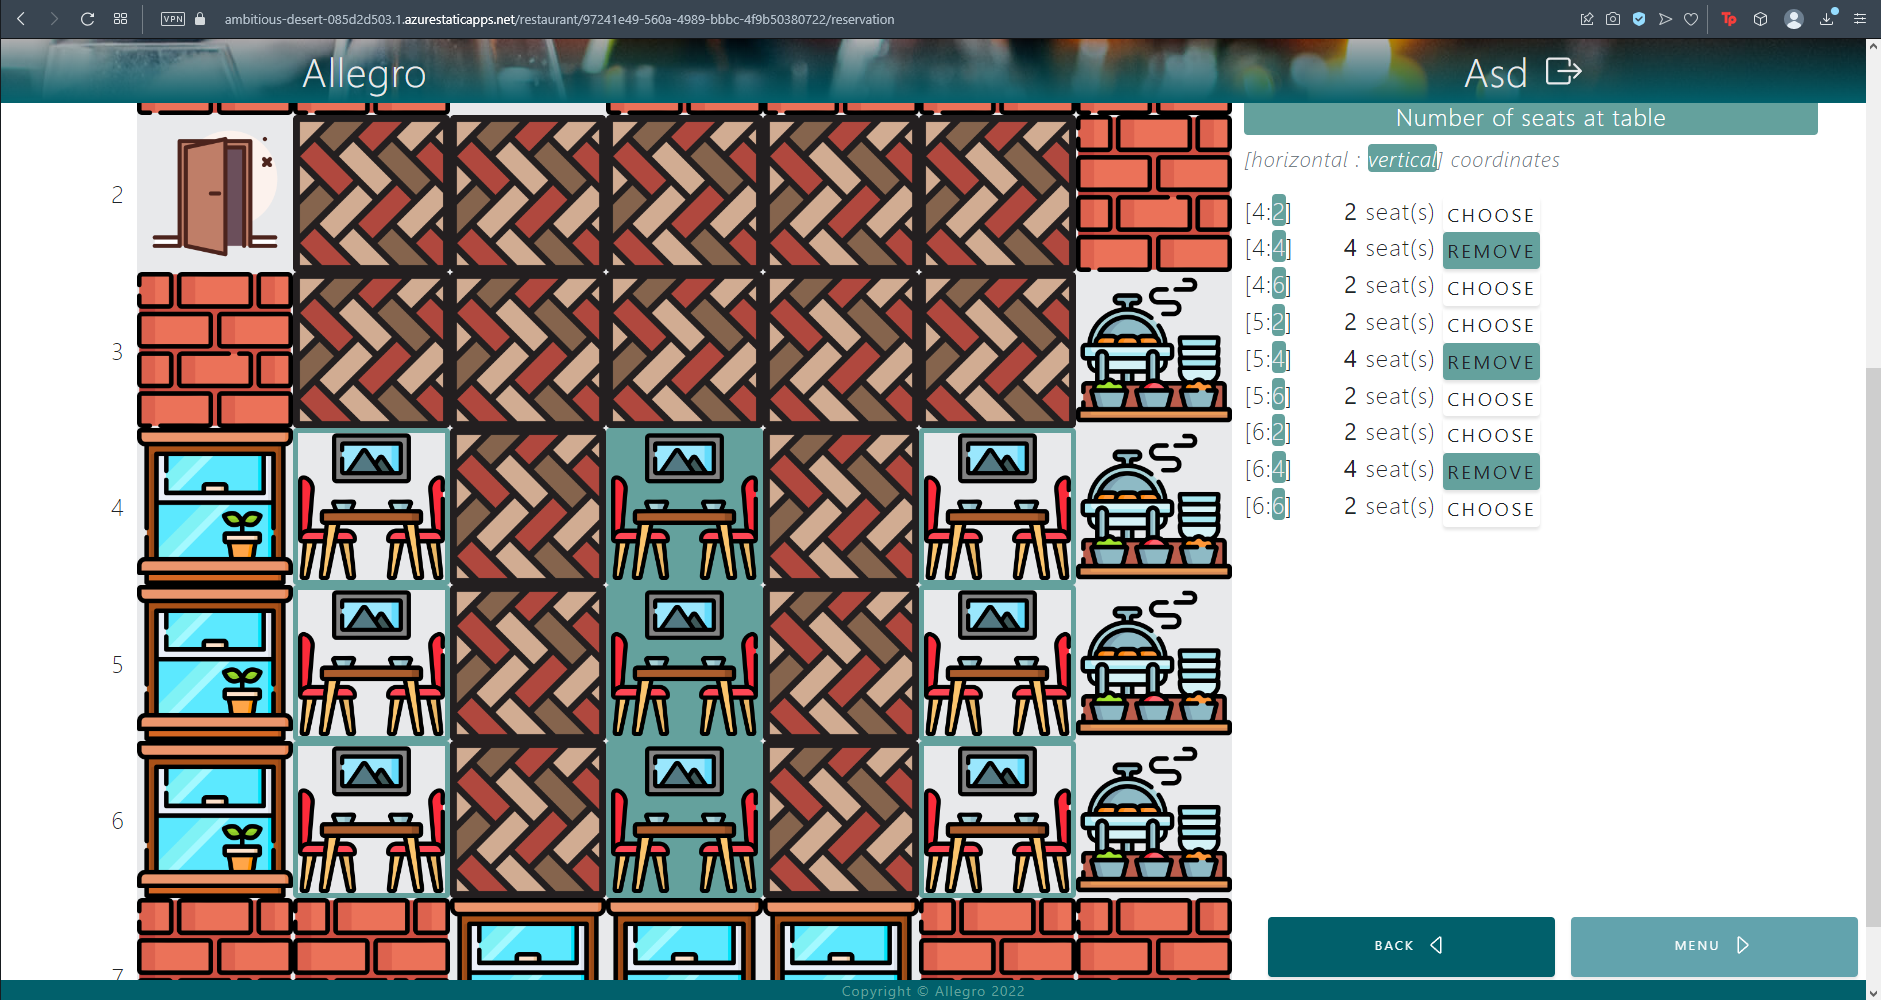 VPN ambitious-desert-085d2d503.1.azurestaticapps.net/restaurant/97241e49-560a-4989-bbbc-4f9b50380722/reservation Tp
Allegro Asd
Number of seats at table
[horizontal : vertical] coordinates
[4:2] 2 seat(s) CHOOSE
[4:4] 4 seat(s) REMOVE
[4:6] 2 seat(s) CHOOSE
[5:2] 2 seat(s) CHOOSE
[5:4] 4 seat(s) REMOVE
[5:6] 2 seat(s) CHOOSE
[6:2] 2 seat(s) CHOOSE
[6:4] 4 seat(s) REMOVE
[6:6] 2 seat(s) CHOOSE
2
3
4
5
6
7
BACK MENU
Copyright © Allegro 2022